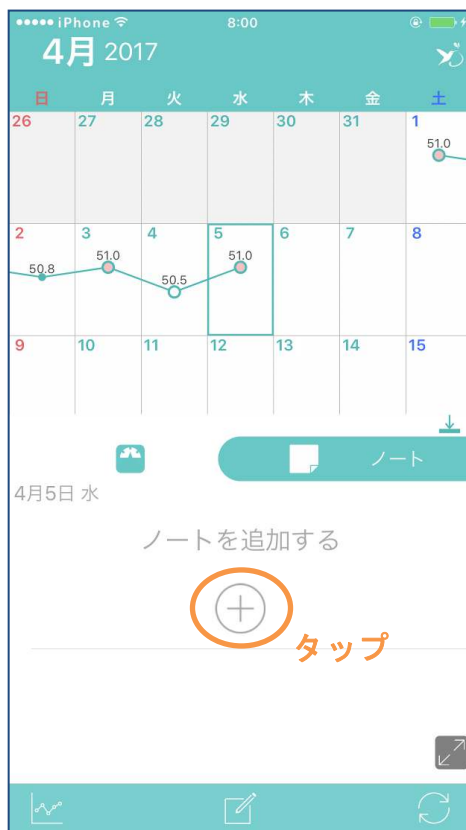 iPhone 8:00
4月 2017
日 月 火 水 木 金 土
26 27 28 29 30 31 1
51.0
2 3 4 5 6 7 8
50.8 51.0 50.5 51.0
9 10 11 12 13 14 15
ノート
4月5日 水
ノートを追加する
タップ